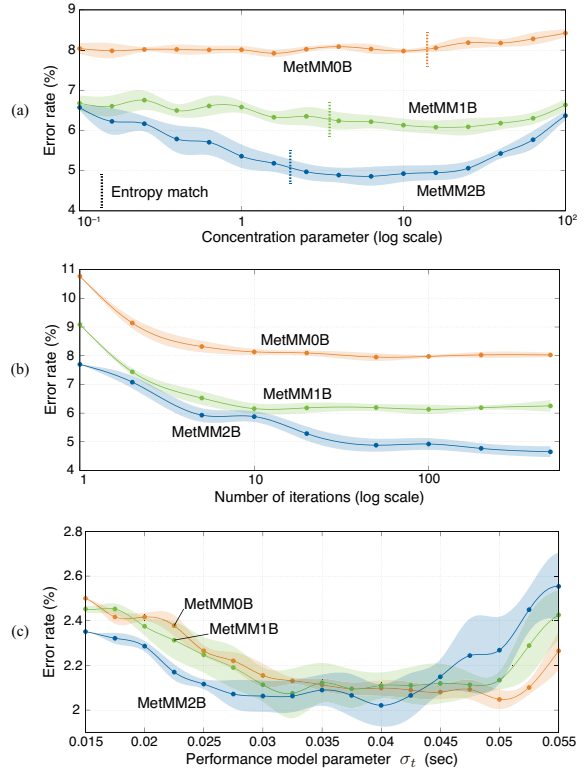 (a)
Error rate (%)
9
8
7
6
5
4
MetMM0B
MetMM1B
MetMM2B
Entropy match
10⁻¹ 1 10 10²
Concentration parameter (log scale)
(b)
Error rate (%)
11
10
9
8
7
6
5
4
MetMM0B
MetMM1B
MetMM2B
1 10 100
Number of iterations (log scale)
(c)
Error rate (%)
2.8
2.6
2.4
2.2
2
MetMM0B
MetMM1B
MetMM2B
0.015 0.02 0.025 0.03 0.035 0.04 0.045 0.05 0.055
Performance model parameter σt (sec)